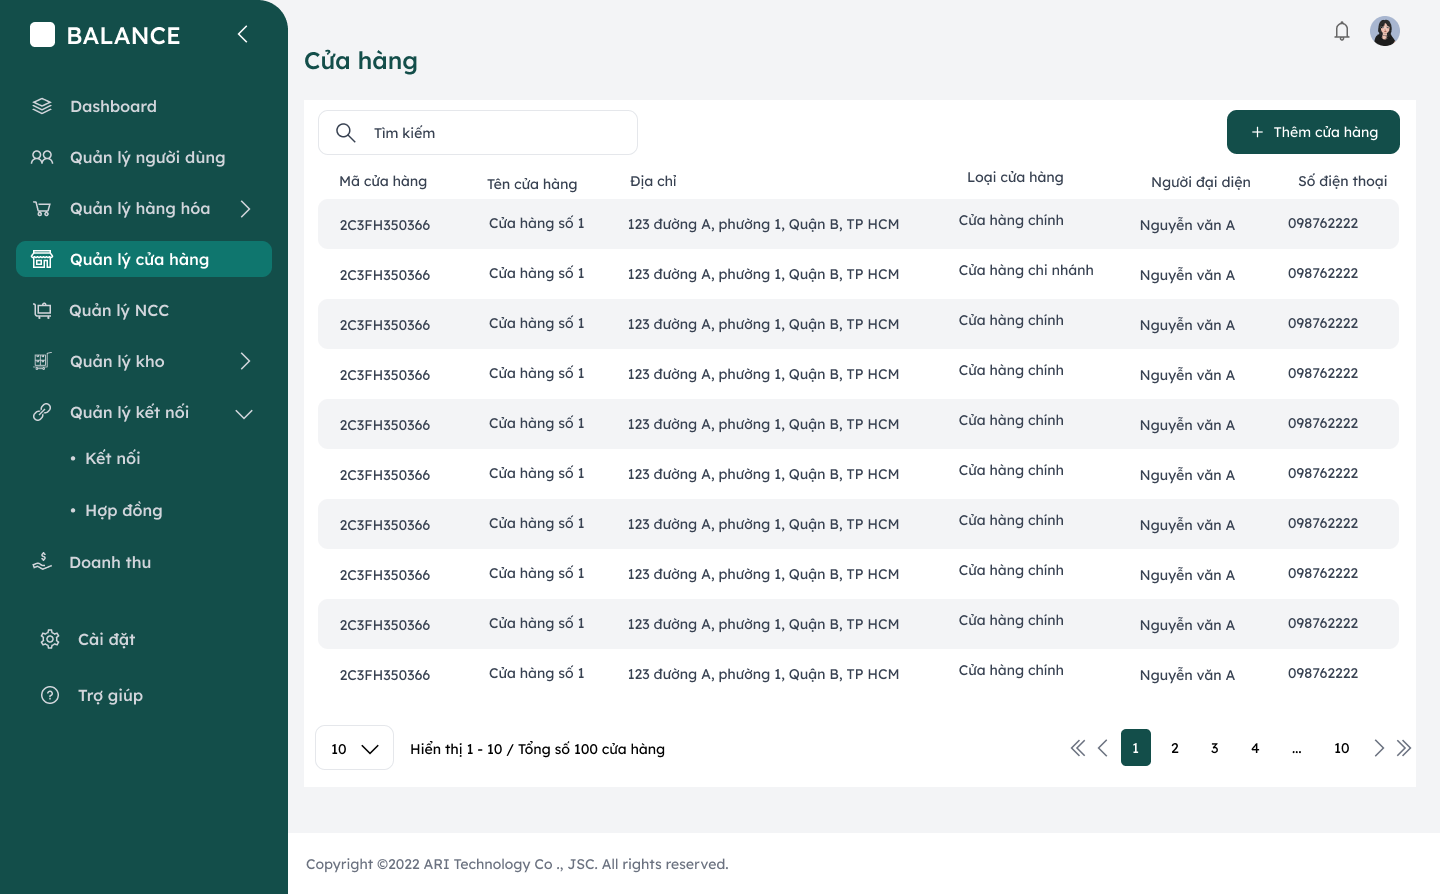 BALANCE
Dashboard
Quản lý người dùng
Quản lý hàng hóa
Quản lý cửa hàng
Quản lý NCC
Quản lý kho
Quản lý kết nối
• Kết nối
• Hợp đồng
Doanh thu
Cài đặt
Trợ giúp
Cửa hàng
Tìm kiếm
+ Thêm cửa hàng
Mã cửa hàng Tên cửa hàng Địa chỉ Loại cửa hàng Người đại diện Số điện thoại
2C3FH350366 Cửa hàng số 1 123 đường A, phường 1, Quận B, TP HCM Cửa hàng chính Nguyễn văn A 098762222
2C3FH350366 Cửa hàng số 1 123 đường A, phường 1, Quận B, TP HCM Cửa hàng chi nhánh Nguyễn văn A 098762222
2C3FH350366 Cửa hàng số 1 123 đường A, phường 1, Quận B, TP HCM Cửa hàng chính Nguyễn văn A 098762222
2C3FH350366 Cửa hàng số 1 123 đường A, phường 1, Quận B, TP HCM Cửa hàng chính Nguyễn văn A 098762222
2C3FH350366 Cửa hàng số 1 123 đường A, phường 1, Quận B, TP HCM Cửa hàng chính Nguyễn văn A 098762222
2C3FH350366 Cửa hàng số 1 123 đường A, phường 1, Quận B, TP HCM Cửa hàng chính Nguyễn văn A 098762222
2C3FH350366 Cửa hàng số 1 123 đường A, phường 1, Quận B, TP HCM Cửa hàng chính Nguyễn văn A 098762222
2C3FH350366 Cửa hàng số 1 123 đường A, phường 1, Quận B, TP HCM Cửa hàng chính Nguyễn văn A 098762222
2C3FH350366 Cửa hàng số 1 123 đường A, phường 1, Quận B, TP HCM Cửa hàng chính Nguyễn văn A 098762222
2C3FH350366 Cửa hàng số 1 123 đường A, phường 1, Quận B, TP HCM Cửa hàng chính Nguyễn văn A 098762222
10 Hiển thị 1 - 10 / Tổng số 100 cửa hàng 1 2 3 4 ... 10
Copyright ©2022 ARI Technology Co ., JSC. All rights reserved.